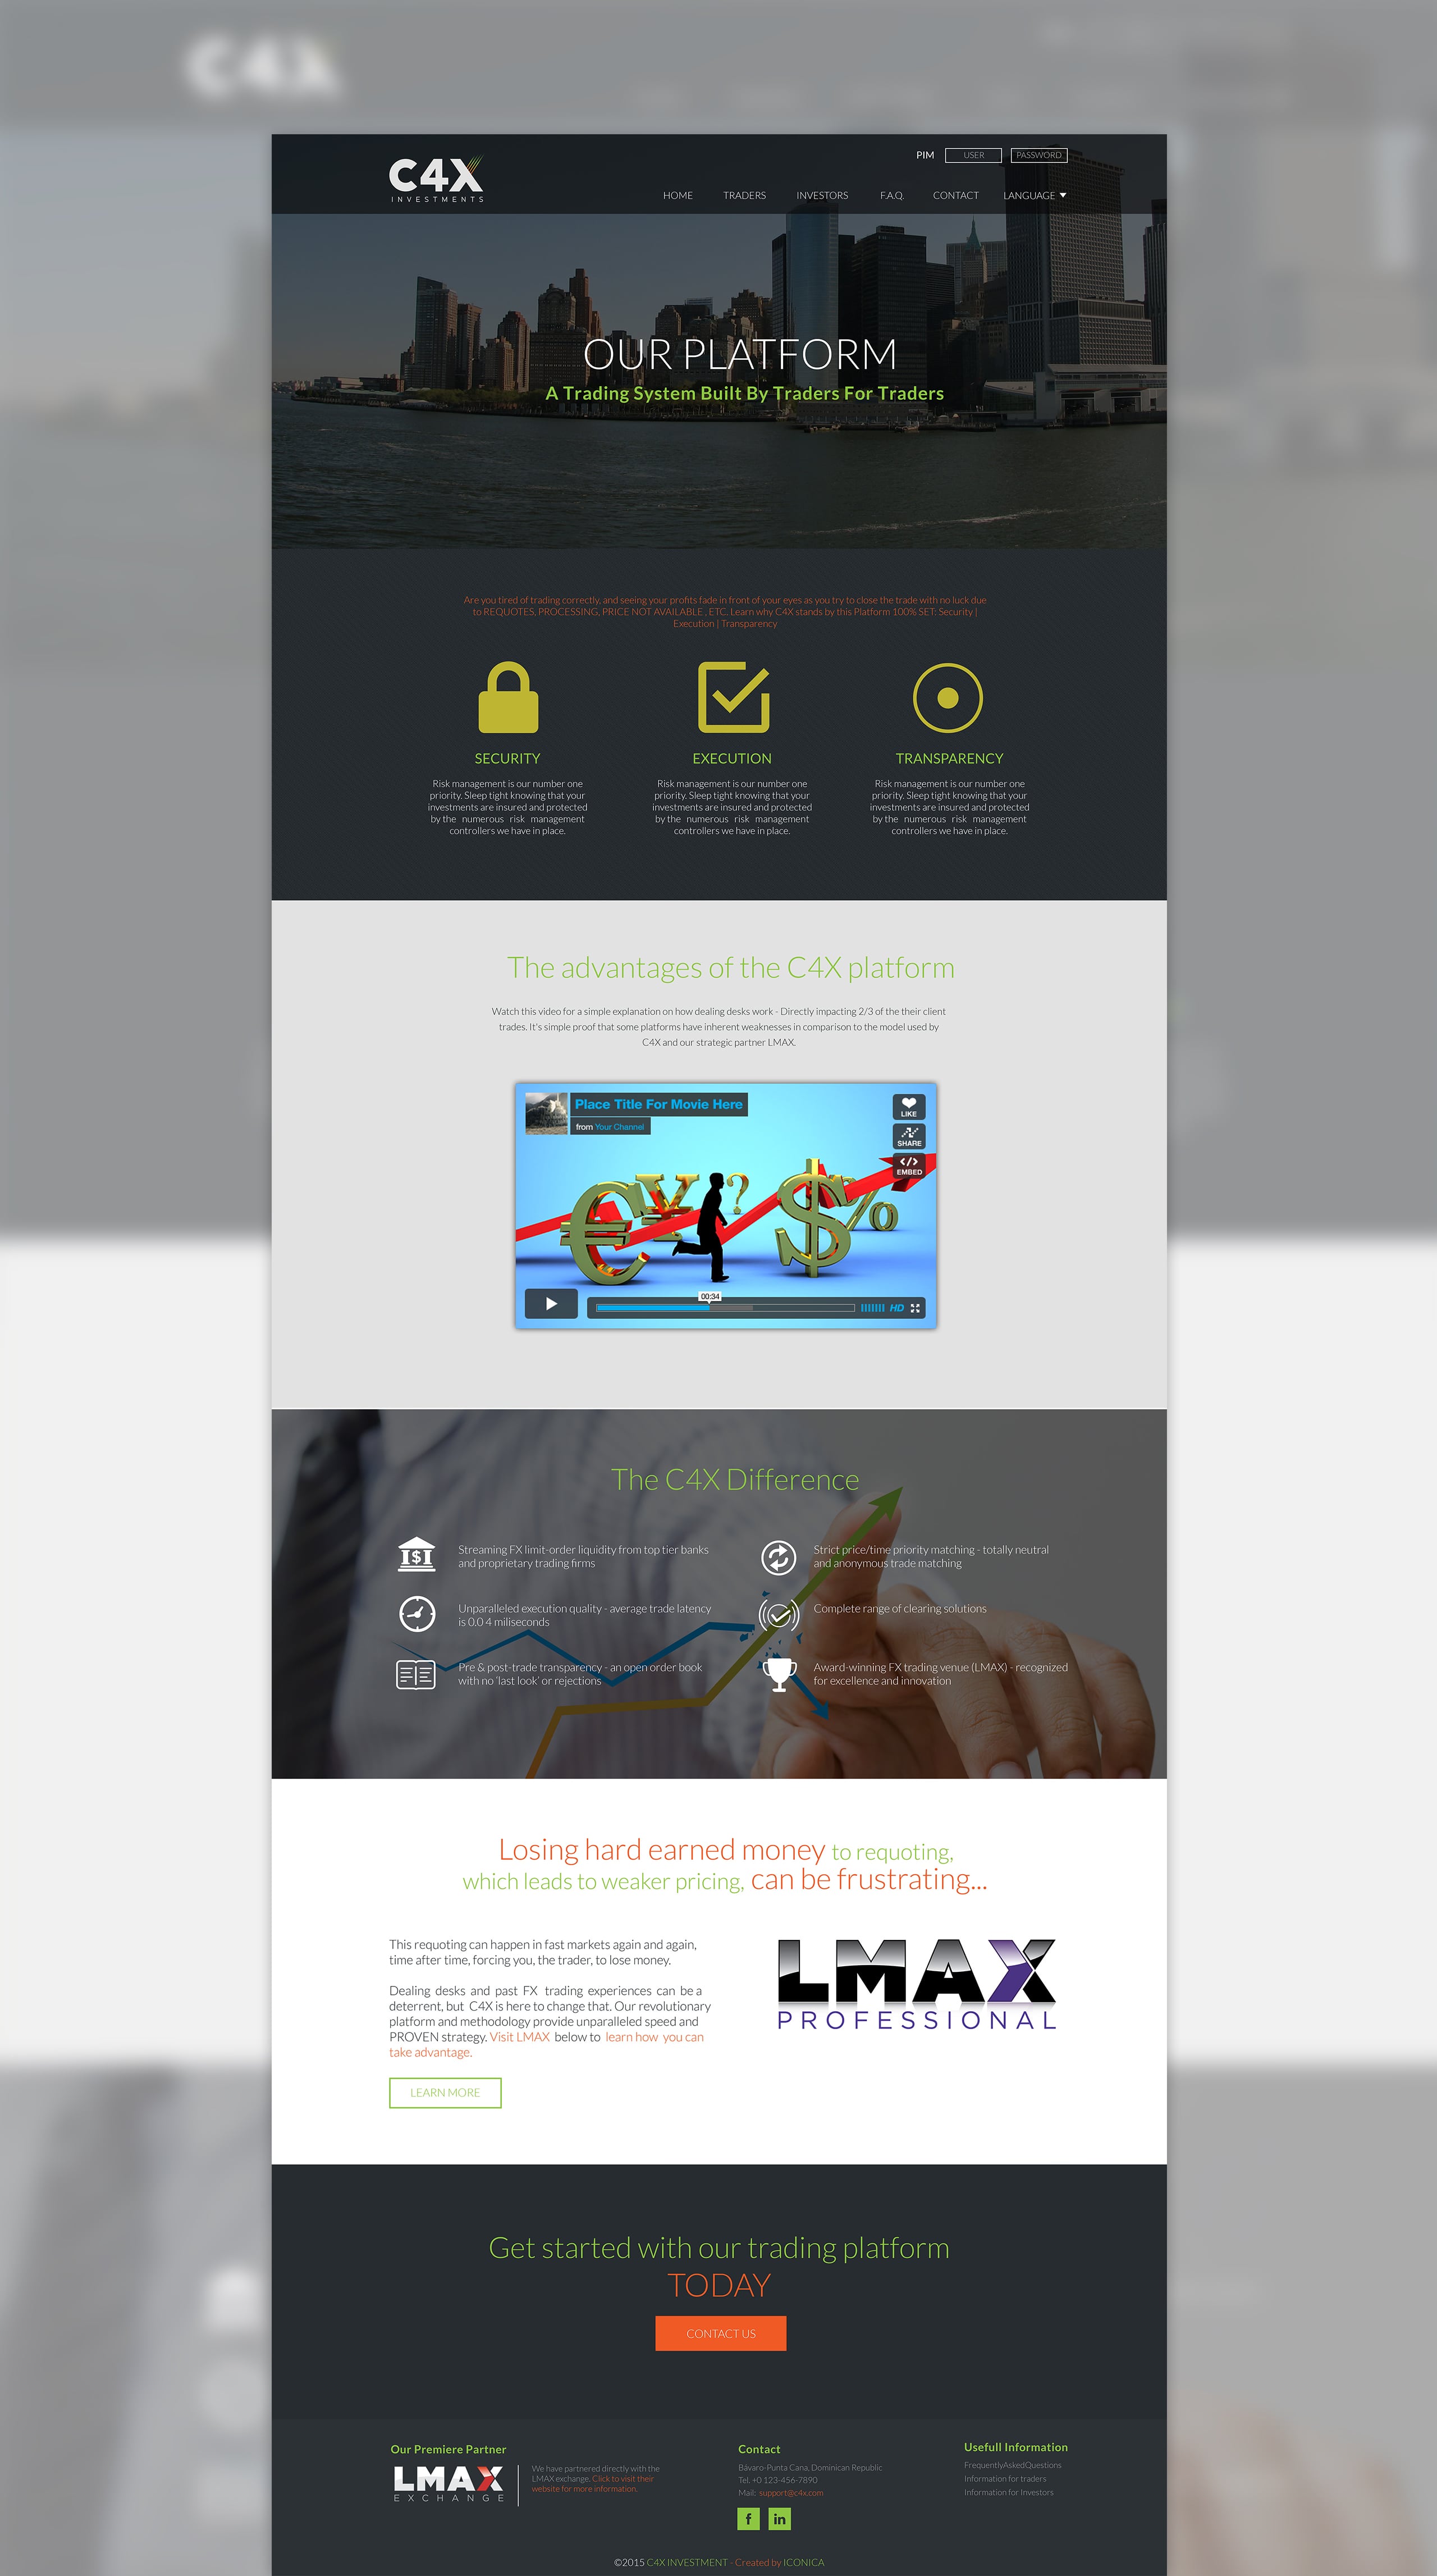 C4X
INVESTMENTS
PIM USER PASSWORD
HOME TRADERS INVESTORS F.A.Q. CONTACT LANGUAGE
OUR PLATFORM
A Trading System Built By Traders For Traders
Are you tired of trading correctly, and seeing your profits fade in front of your eyes as you try to close the trade with no luck due
to REQUOTES, PROCESSING, PRICE NOT AVAILABLE , ETC. Learn why C4X stands by this Platform 100% SET: Security |
Execution | Transparency
SECURITY
Risk management is our number one
priority. Sleep tight knowing that your
investments are insured and protected
by the numerous risk management
controllers we have in place.
EXECUTION
Risk management is our number one
priority. Sleep tight knowing that your
investments are insured and protected
by the numerous risk management
controllers we have in place.
TRANSPARENCY
Risk management is our number one
priority. Sleep tight knowing that your
investments are insured and protected
by the numerous risk management
controllers we have in place.
The advantages of the C4X platform
Watch this video for a simple explanation on how dealing desks work - Directly impacting 2/3 of the their client
trades. It's simple proof that some platforms have inherent weaknesses in comparison to the model used by
C4X and our strategic partner LMAX.
Place Title For Movie Here
from Your Channel
LIKE
SHARE
EMBED
00:34
HD
The C4X Difference
Streaming FX limit-order liquidity from top tier banks
and proprietary trading firms
Strict price/time priority matching - totally neutral
and anonymous trade matching
Unparalleled execution quality - average trade latency
is 0.0 4 miliseconds
Complete range of clearing solutions
Pre & post-trade transparency - an open order book
with no 'last look' or rejections
Award-winning FX trading venue (LMAX) - recognized
for excellence and innovation
Losing hard earned money to requoting,
which leads to weaker pricing, can be frustrating...
This requoting can happen in fast markets again and again,
time after time, forcing you, the trader, to lose money.
Dealing desks and past FX trading experiences can be a
deterrent, but C4X is here to change that. Our revolutionary
platform and methodology provide unparalleled speed and
PROVEN strategy. Visit LMAX below to learn how you can
take advantage.
LEARN MORE
LMAX
PROFESSIONAL
Get started with our trading platform
TODAY
CONTACT US
Our Premiere Partner
LMAX
EXCHANGE
We have partnered directly with the
LMAX exchange. Click to visit their
website for more information.
Contact
Bávaro-Punta Cana, Dominican Republic
Tel. +0 123-456-7890
Mail: support@c4x.com
f in
Usefull Information
FrequentlyAskedQuestions
Information for traders
Information for Investors
©2015 C4X INVESTMENT - Created by ICONICA